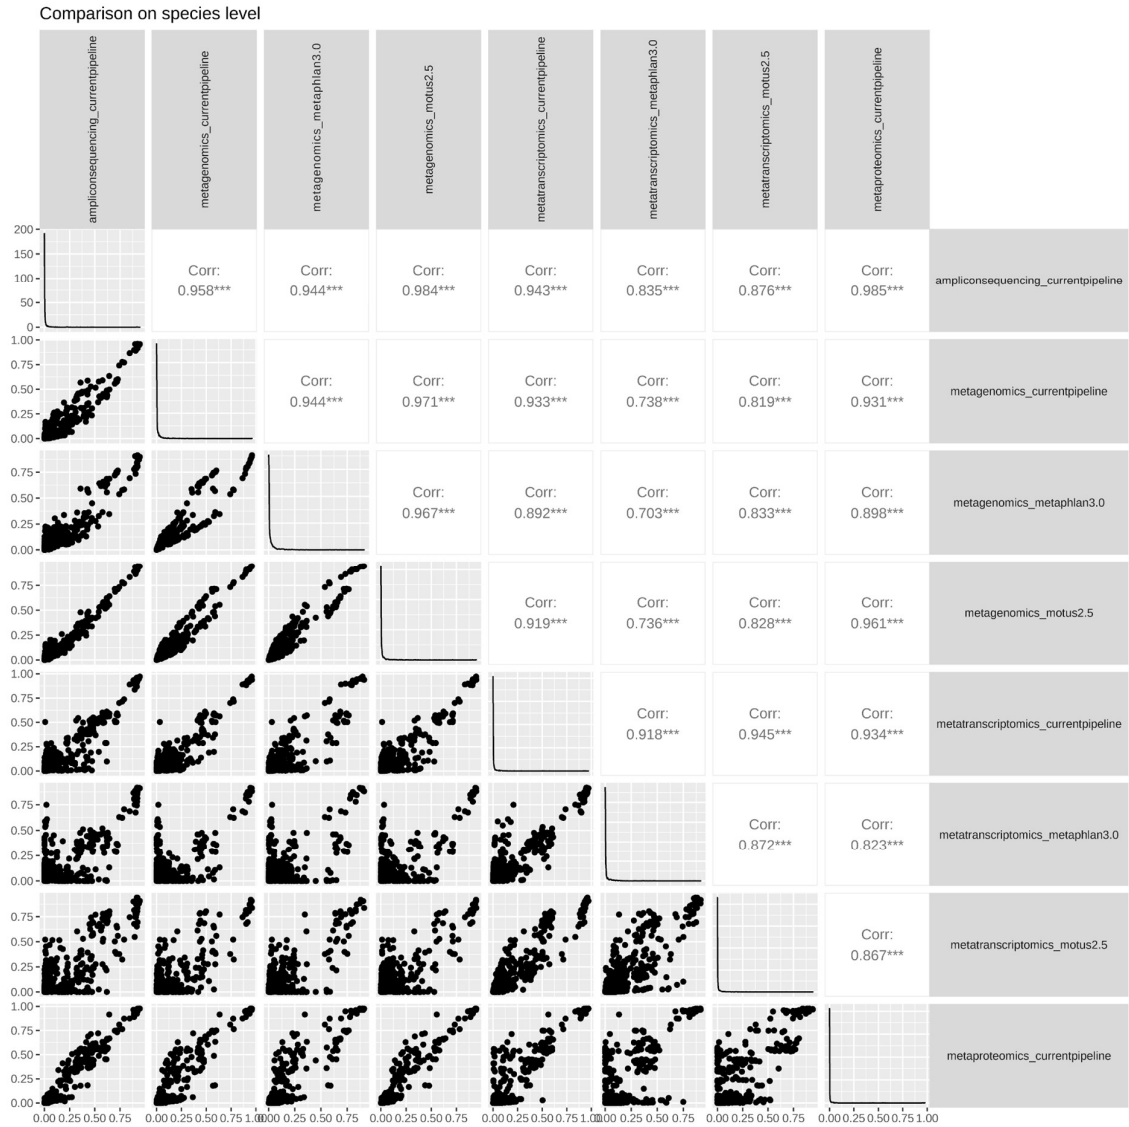 Comparison on species level
ampliconsequencing_currentpipeline
metagenomics_currentpipeline
metagenomics_metaphlan3.0
metagenomics_motus2.5
metatranscriptomics_currentpipeline
metatranscriptomics_metaphlan3.0
metatranscriptomics_motus2.5
metaproteomics_currentpipeline
200
150
100
50
0
Corr: Corr: Corr: Corr: Corr: Corr: Corr:
0.958*** 0.944*** 0.984*** 0.943*** 0.835*** 0.876*** 0.985***
ampliconsequencing_currentpipeline
1.00
0.75
0.50
0.25
0.00
Corr: Corr: Corr: Corr: Corr: Corr:
0.944*** 0.971*** 0.933*** 0.738*** 0.819*** 0.931***
metagenomics_currentpipeline
0.75
0.50
0.25
0.00
Corr: Corr: Corr: Corr: Corr:
0.967*** 0.892*** 0.703*** 0.833*** 0.898***
metagenomics_metaphlan3.0
0.75
0.50
0.25
0.00
Corr: Corr: Corr: Corr:
0.919*** 0.736*** 0.828*** 0.961***
metagenomics_motus2.5
1.00
0.75
0.50
0.25
0.00
Corr: Corr: Corr:
0.918*** 0.945*** 0.934***
metatranscriptomics_currentpipeline
0.75
0.50
0.25
0.00
Corr: Corr:
0.872*** 0.823***
metatranscriptomics_metaphlan3.0
0.75
0.50
0.25
0.00
Corr:
0.867***
metatranscriptomics_motus2.5
1.00
0.75
0.50
0.25
0.00
metaproteomics_currentpipeline
0.00 0.25 0.50 0.75 0.00 0.25 0.50 0.75 1.00 0.00 0.25 0.50 0.75 0.00 0.25 0.50 0.75 0.00 0.25 0.50 0.75 1.00 0.00 0.25 0.50 0.75 0.00 0.25 0.50 0.75 0.00 0.25 0.50 0.75 1.00